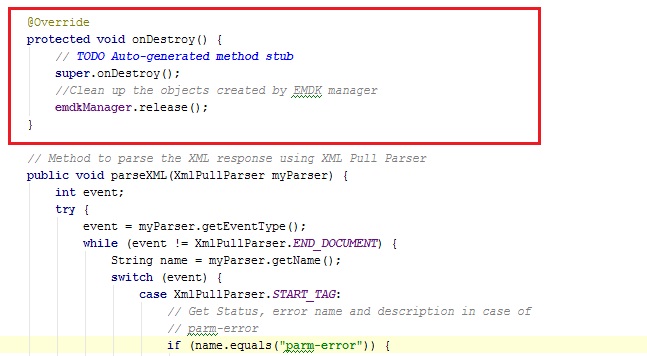 @Override
protected void onDestroy() {
// TODO Auto-generated method stub
super.onDestroy();
//Clean up the objects created by EMDK manager
emdkManager.release();
}
// Method to parse the XML response using XML Pull Parser
public void parseXML(XmlPullParser myParser) {
int event;
try {
event = myParser.getEventType();
while (event != XmlPullParser.END_DOCUMENT) {
String name = myParser.getName();
switch (event) {
case XmlPullParser.START_TAG:
// Get Status, error name and description in case of
// parm-error
if (name.equals("parm-error")) {